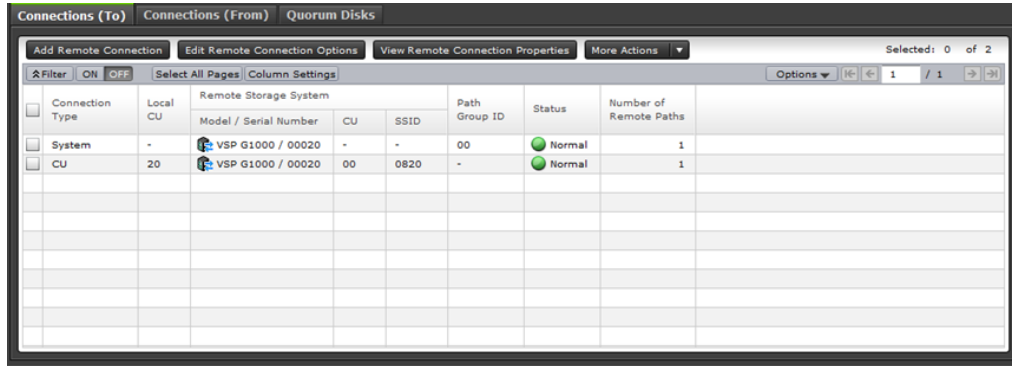 Connections (To) Connections (From) Quorum Disks
Add Remote Connection Edit Remote Connection Options View Remote Connection Properties More Actions Selected: 0 of 2
Filter ON OFF Select All Pages Column Settings Options 1 / 1
Connection Type Local CU Remote Storage System Path Group ID Status Number of Remote Paths
Model / Serial Number CU SSID
System - VSP G1000 / 00020 - - 00 Normal 1
CU 20 VSP G1000 / 00020 00 0820 - Normal 1